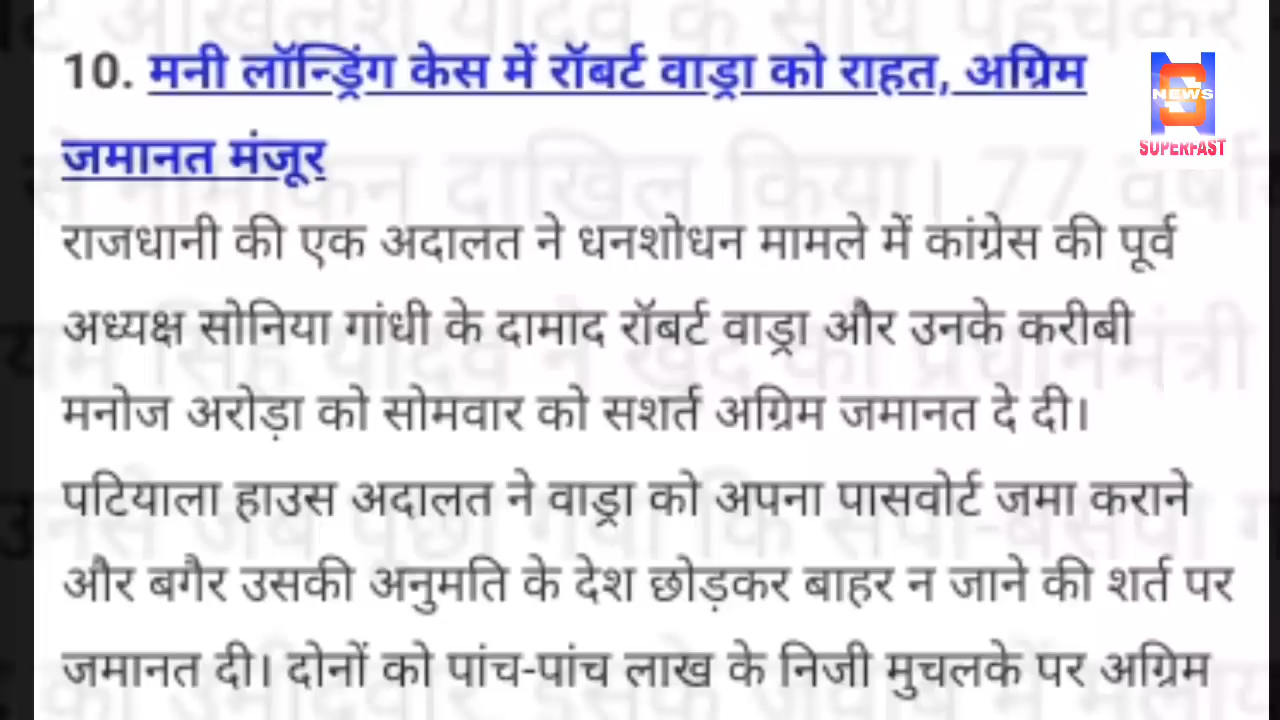 10. मनी लॉन्ड्रिंग केस में रॉबर्ट वाड्रा को राहत, अग्रिम
जमानत मंजूर
राजधानी की एक अदालत ने धनशोधन मामले में कांग्रेस की पूर्व
अध्यक्ष सोनिया गांधी के दामाद रॉबर्ट वाड्रा और उनके करीबी
मनोज अरोड़ा को सोमवार को सशर्त अग्रिम जमानत दे दी।
पटियाला हाउस अदालत ने वाड्रा को अपना पासवोर्ट जमा कराने
और बगैर उसकी अनुमति के देश छोड़कर बाहर न जाने की शर्त पर
जमानत दी। दोनों को पांच-पांच लाख के निजी मुचलके पर अग्रिम
NEWS
SUPERFAST